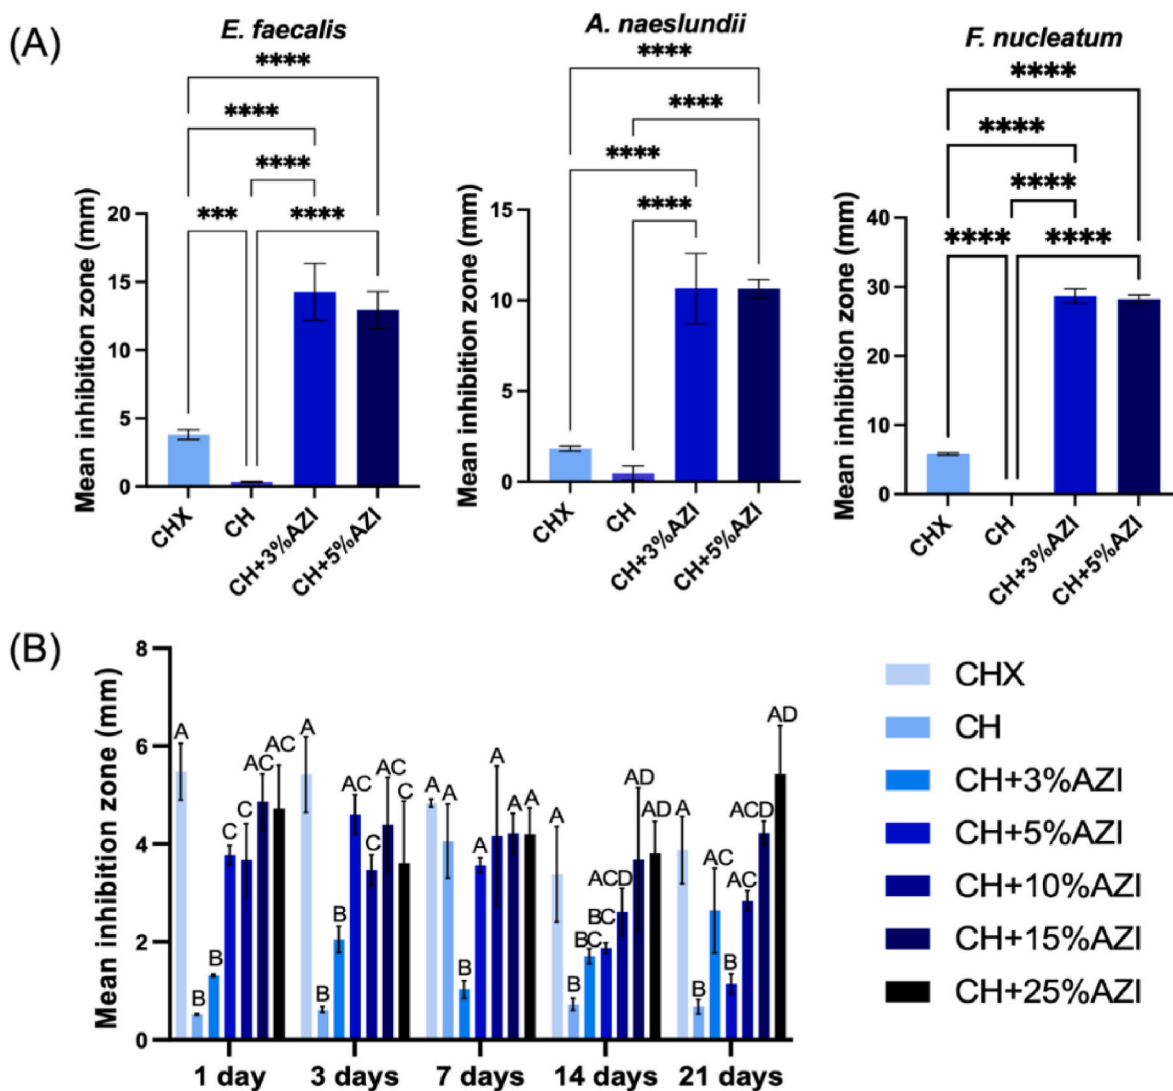 (A)
E. faecalis
A. naeslundii
F. nucleatum
****
****
****
***
****
Mean inhibition zone (mm)
20
15
10
5
0
CHX
CH
CH+3%AZI
CH+5%AZI
****
****
****
****
Mean inhibition zone (mm)
15
10
5
0
CHX
CH
CH+3%AZI
CH+5%AZI
****
****
****
****
****
Mean inhibition zone (mm)
40
30
20
10
0
CHX
CH
CH+3%AZI
CH+5%AZI
(B)
Mean inhibition zone (mm)
8
6
4
2
0
A
B
B
C
C
AC
AC
A
B
B
AC
C
AC
C
A
A
B
A
A
A
A
A
B
BC
BC
ACD
AD
AD
A
B
AC
B
AC
ACD
AD
1 day
3 days
7 days
14 days
21 days
CHX
CH
CH+3%AZI
CH+5%AZI
CH+10%AZI
CH+15%AZI
CH+25%AZI